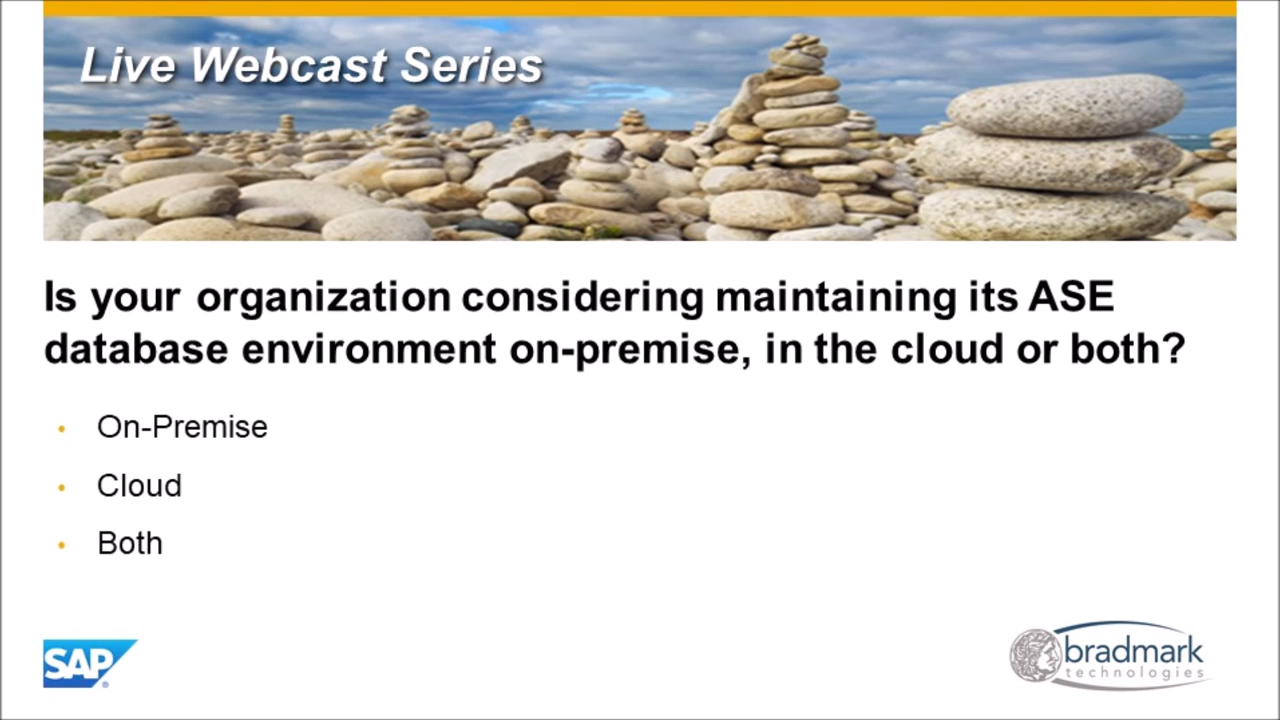 Live Webcast Series
Is your organization considering maintaining its ASE
database environment on-premise, in the cloud or both?
• On-Premise
• Cloud
• Both
SAP ®
bradmark
technologies